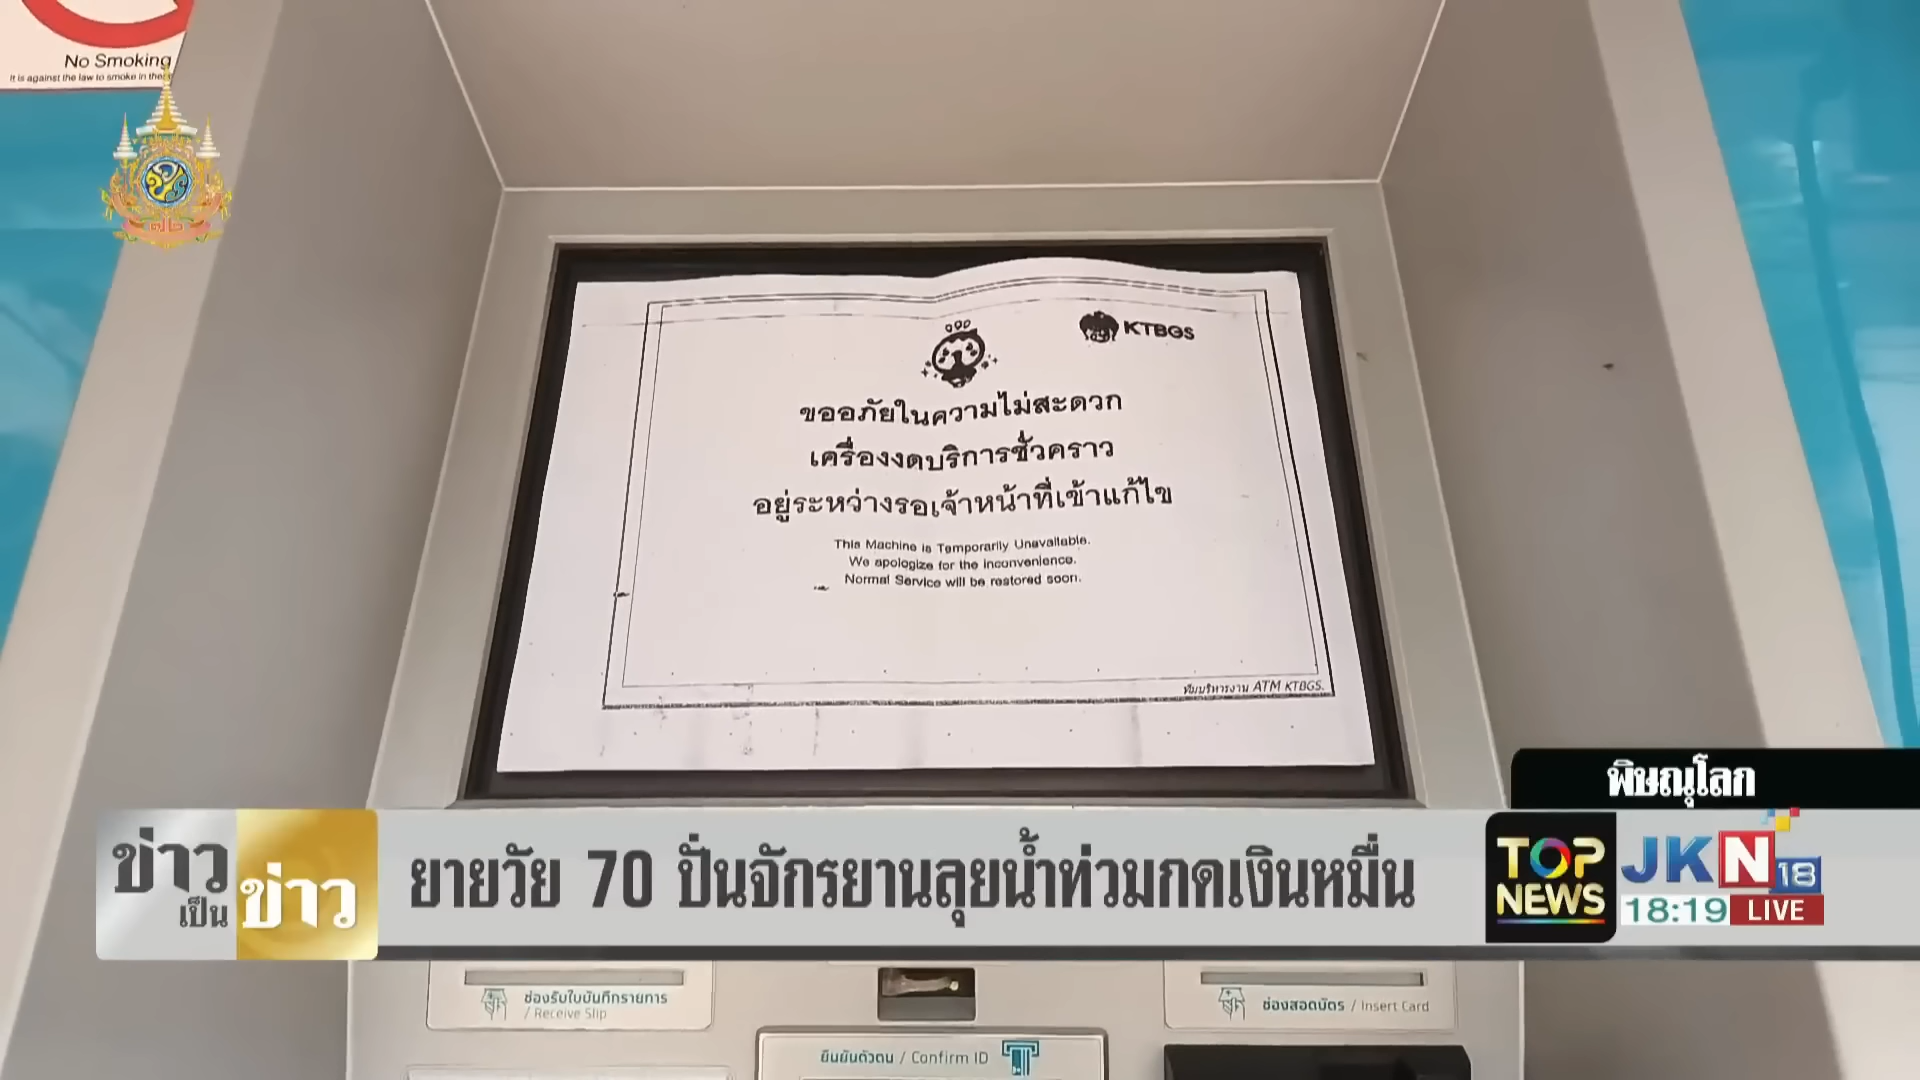 No Smoking
It is against the law to smoke in these
KTBGS
ขออภัยในความไม่สะดวก
เครื่องงดบริการชั่วคราว
อยู่ระหว่างรอเจ้าหน้าที่เข้าแก้ไข
This Machine is Temporarily Unavailable.
We apologize for the inconvenience.
Normal Service will be restored soon.
ทีมบริหารงาน ATM KTBGS.
พิษณุโลก
ข่าว
เป็น
ข่าว
ยายวัย 70 ปั่นจักรยานลุยน้ำท่วมกดเงินหมื่น
TOP
NEWS
JKN 18
18:19 LIVE
ช่องรับใบบันทึกรายการ
/ Receive Slip
ช่องสอดบัตร / Insert Card
ยืนยันตัวตน / Confirm ID